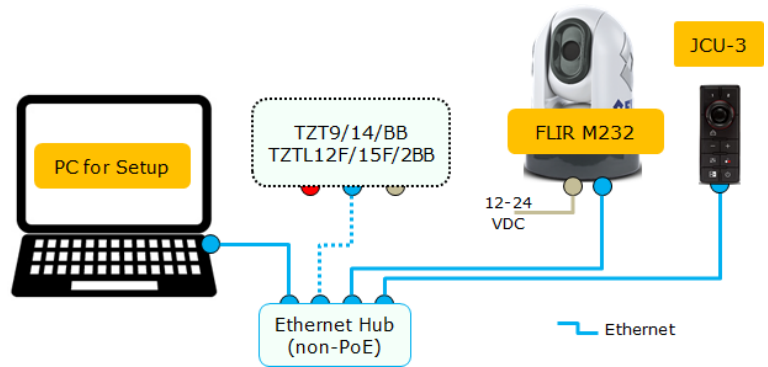 JCU-3
TZT9/14/BB
TZTL12F/15F/2BB
FLIR M232
PC for Setup
12-24
VDC
Ethernet Hub
(non-PoE)
Ethernet